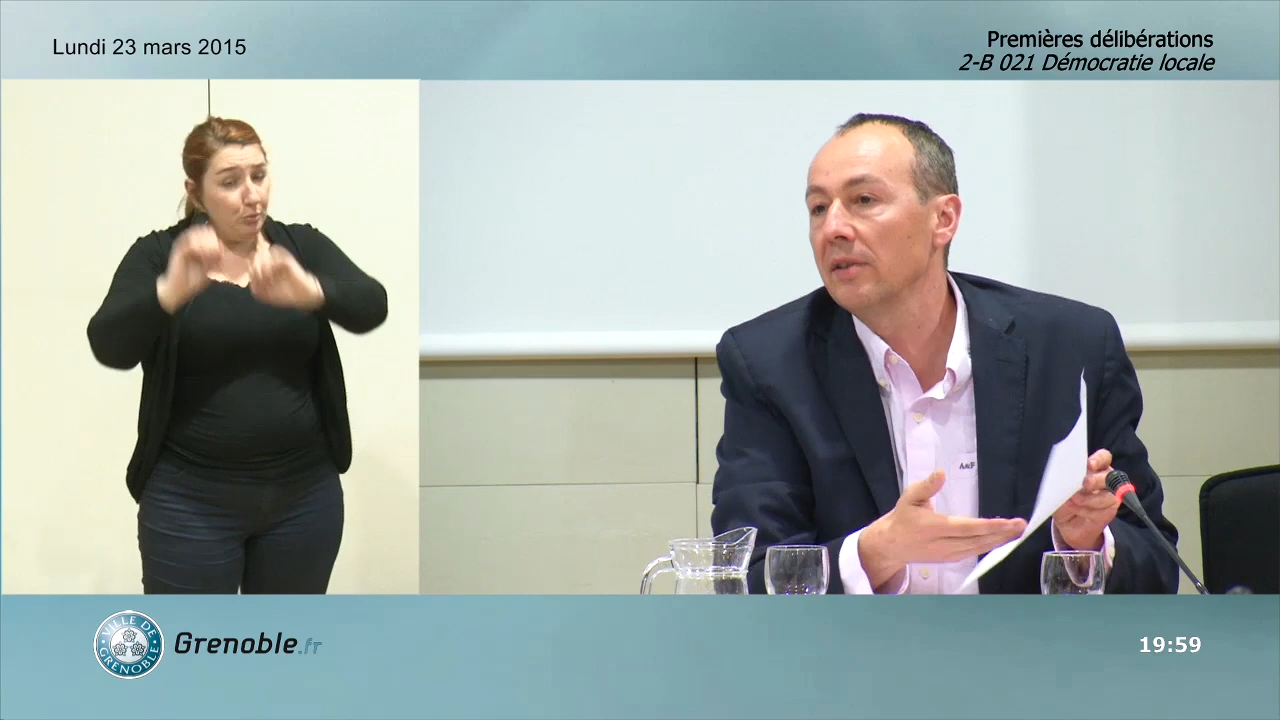 Lundi 23 mars 2015
Premières délibérations
2-B 021 Démocratie locale
A&F
VILLE DE
GRENOBLE
Grenoble.fr
19:59